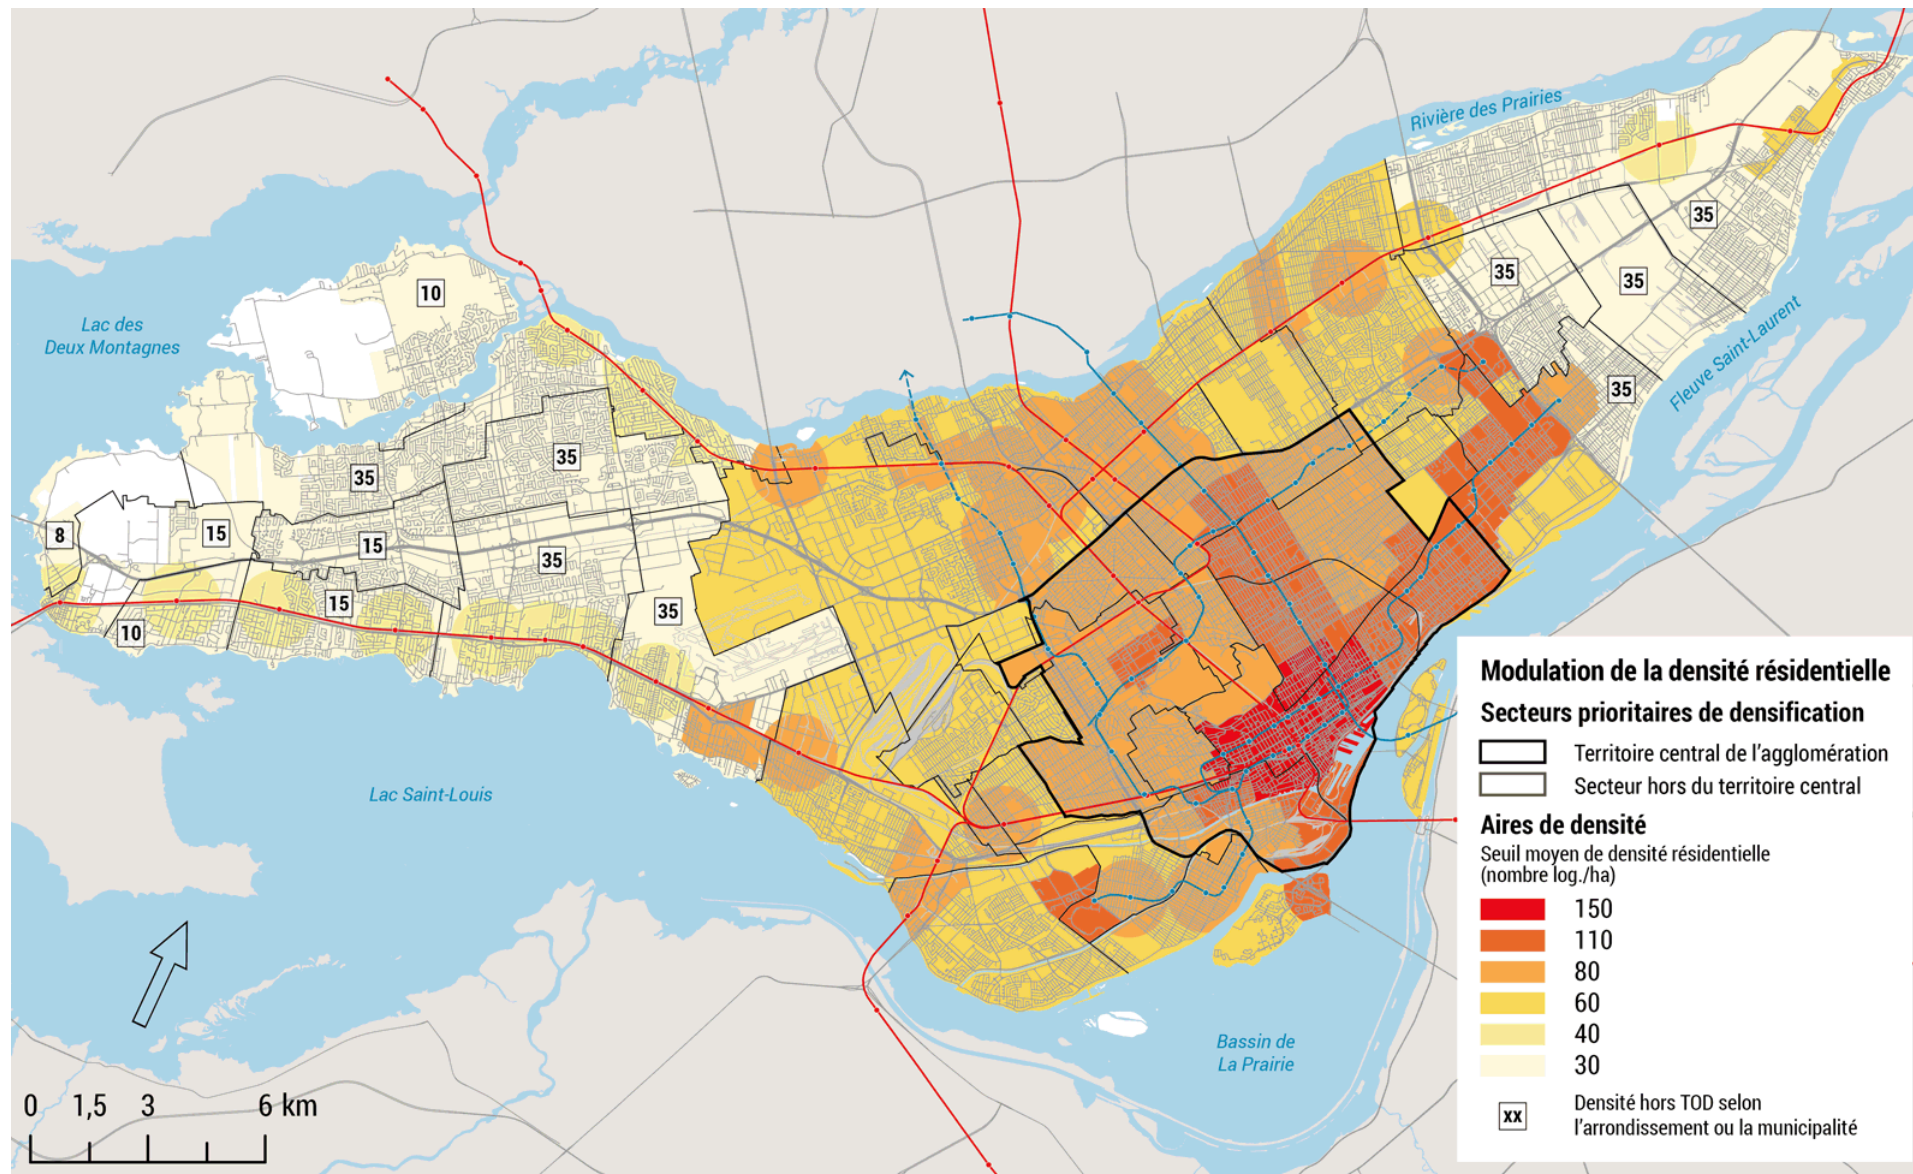 Rivière des Prairies
35
35
35
10
Lac des
Deux Montagnes
Fleuve Saint-Laurent
35
35
35
8
15
15
35
15
35
10
Lac Saint-Louis
Bassin de
La Prairie
0 1,5 3 6 km
Modulation de la densité résidentielle
Secteurs prioritaires de densification
Territoire central de l'agglomération
Secteur hors du territoire central
Aires de densité
Seuil moyen de densité résidentielle
(nombre log./ha)
150
110
80
60
40
30
xx
Densité hors TOD selon
l'arrondissement ou la municipalité